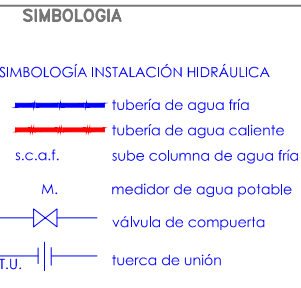 SIMBOLOGIA
SIMBOLOGÍA INSTALACIÓN HIDRÁULICA
tubería de agua fría
tubería de agua caliente
s.c.a.f. sube columna de agua fría
M. medidor de agua potable
válvula de compuerta
T.U. tuerca de unión